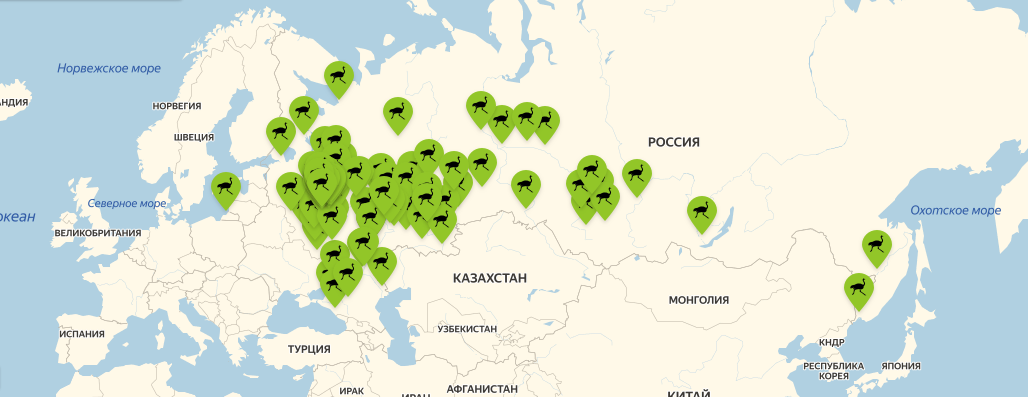 Норвежское море
НДИЯ
НОРВЕГИЯ
ШВЕЦИЯ
РОССИЯ
Северное море
океан
Охотское море
ВЕЛИКОБРИТАНИЯ
КАЗАХСТАН
МОНГОЛИЯ
ИСПАНИЯ
УЗБЕКИСТАН
ТУРЦИЯ
КНДР
РЕСПУБЛИКА
КОРЕЯ
ЯПОНИЯ
ИРАК
ИРАН
АФГАНИСТАН
КИТАЙ